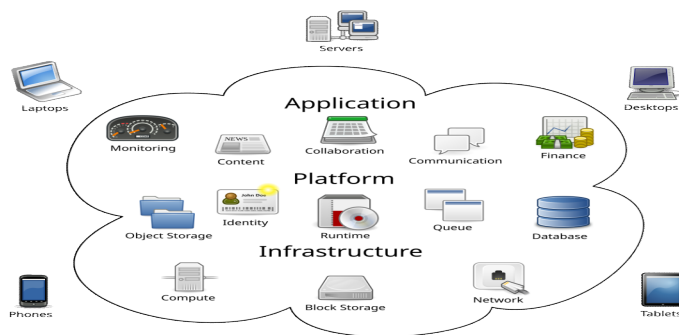 Servers
Laptops
Desktops
Application
Monitoring
NEWS
Content
Collaboration
Communication
Finance
Platform
Object Storage
John Doe
Identity
Runtime
Queue
Database
Infrastructure
Compute
Block Storage
Network
Phones
Tablets